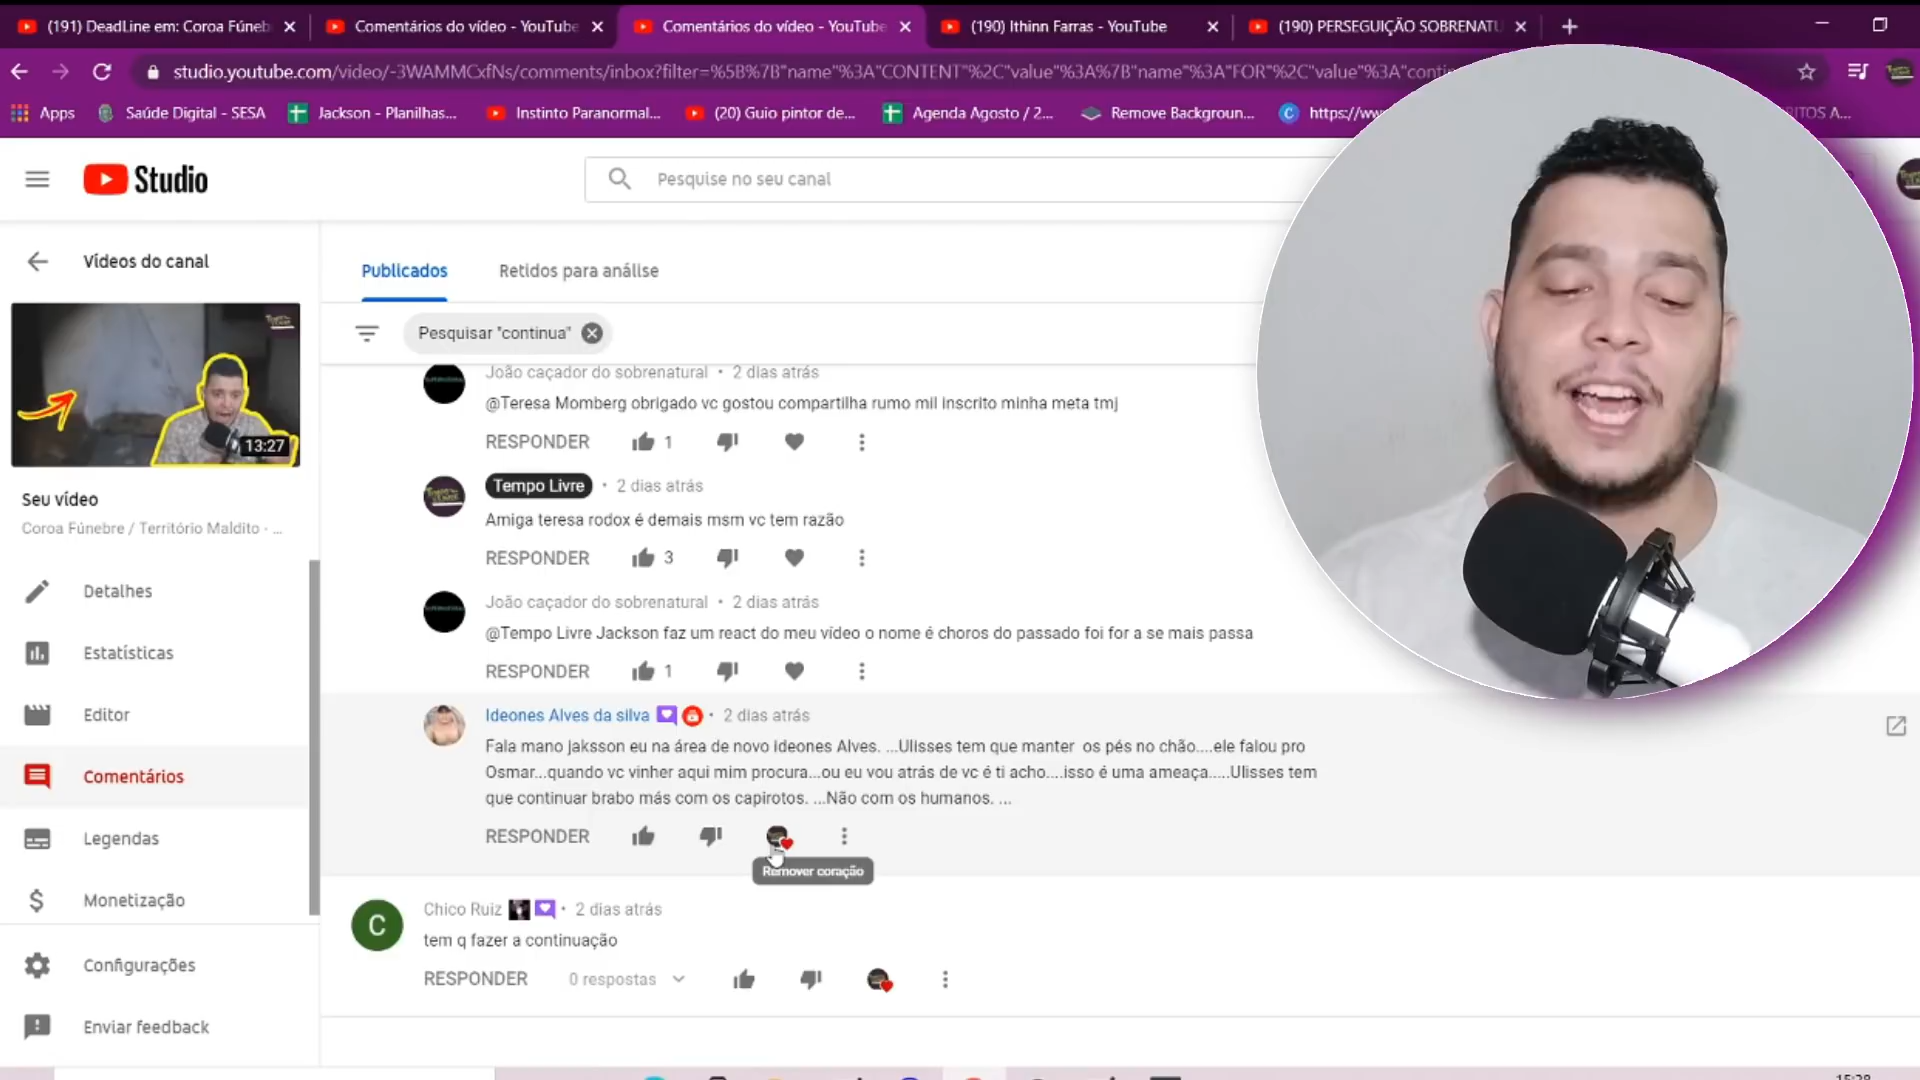 (191) DeadLine em: Coroa Fúneb
Comentários do vídeo - YouTube
Comentários do vídeo - YouTube
(190) Ithinn Farras - YouTube
(190) PERSEGUIÇÃO SOBRENATU
studio.youtube.com/video/-3WAMMCxfNs/comments/inbox?filter=%5B%7B"name"%3A"CONTENT"%2C"value"%3A%7B"name"%3A"FOR"%2C"value"%3A"conti
Apps
Saúde Digital - SESA
Jackson - Planilhas...
Instinto Paranormal...
(20) Guio pintor de...
Agenda Agosto / 2...
Remove Backgroun...
https://ww
ITOS A...
Studio
Pesquise no seu canal
Vídeos do canal
13:27
Seu vídeo
Coroa Fúnebre / Território Maldito - ...
Detalhes
Estatísticas
Editor
Comentários
Legendas
Monetização
Configurações
Enviar feedback
Publicados
Retidos para análise
Pesquisar "continua"
João caçador do sobrenatural • 2 dias atrás
@Teresa Momberg obrigado vc gostou compartilha rumo mil inscrito minha meta tmj
RESPONDER 1
Tempo Livre • 2 dias atrás
Amiga teresa rodox é demais msm vc tem razão
RESPONDER 3
João caçador do sobrenatural • 2 dias atrás
@Tempo Livre Jackson faz um react do meu vídeo o nome é choros do passado foi for a se mais passa
RESPONDER 1
Ideones Alves da silva • 2 dias atrás
Fala mano jaksson eu na área de novo ideones Alves. ...Ulisses tem que manter os pés no chão....ele falou pro
Osmar...quando vc vinher aqui mim procura...ou eu vou atrás de vc é ti acho....isso é uma ameaça.....Ulisses tem
que continuar brabo más com os capirotos. ...Não com os humanos. ...
RESPONDER
Remover coração
C
Chico Ruiz • 2 dias atrás
tem q fazer a continuação
RESPONDER 0 respostas